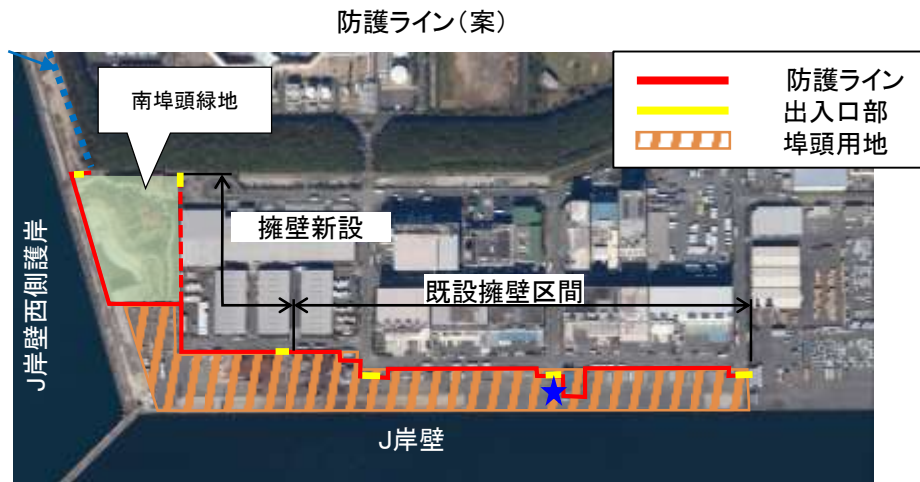 防護ライン（案）
南埠頭緑地
防護ライン
出入口部
埠頭用地
擁壁新設
既設擁壁区間
J岸壁西側護岸
J岸壁